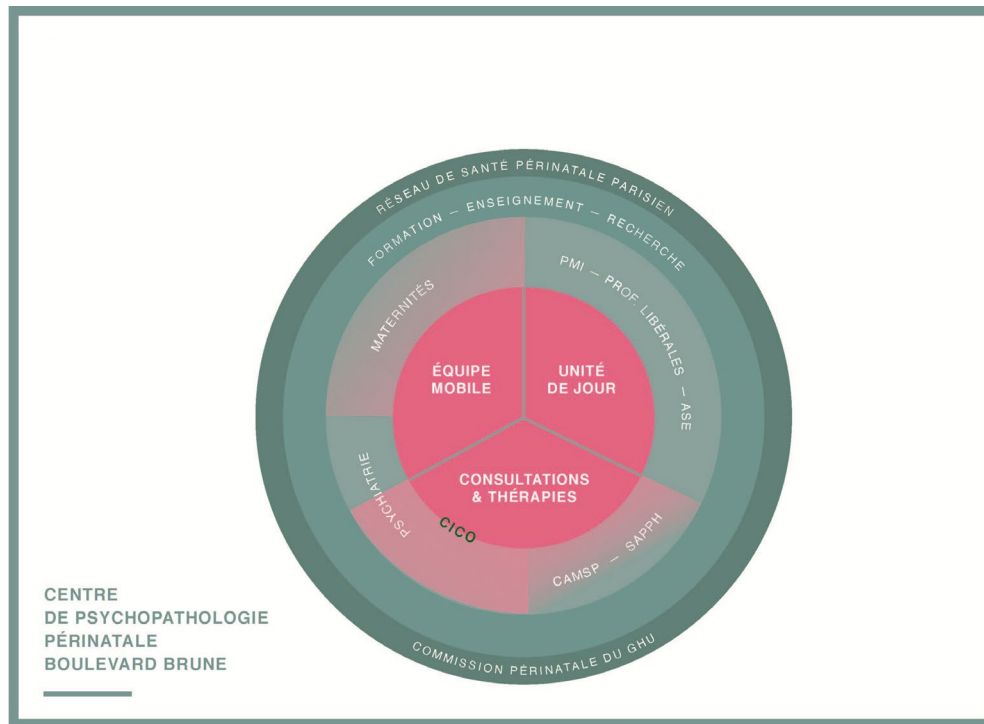 RÉSEAU DE SANTÉ PÉRINATALE PARISIEN
FORMATION — ENSEIGNEMENT — RECHERCHE
MATERNITÉS
PMI — PROF. LIBÉRALES — ASE
ÉQUIPE
MOBILE
UNITÉ
DE JOUR
CONSULTATIONS
& THÉRAPIES
PSYCHIATRIE
CICO
CAMSP — SAPPH
COMMISSION PÉRINATALE DU GHU
CENTRE
DE PSYCHOPATHOLOGIE
PÉRINATALE
BOULEVARD BRUNE